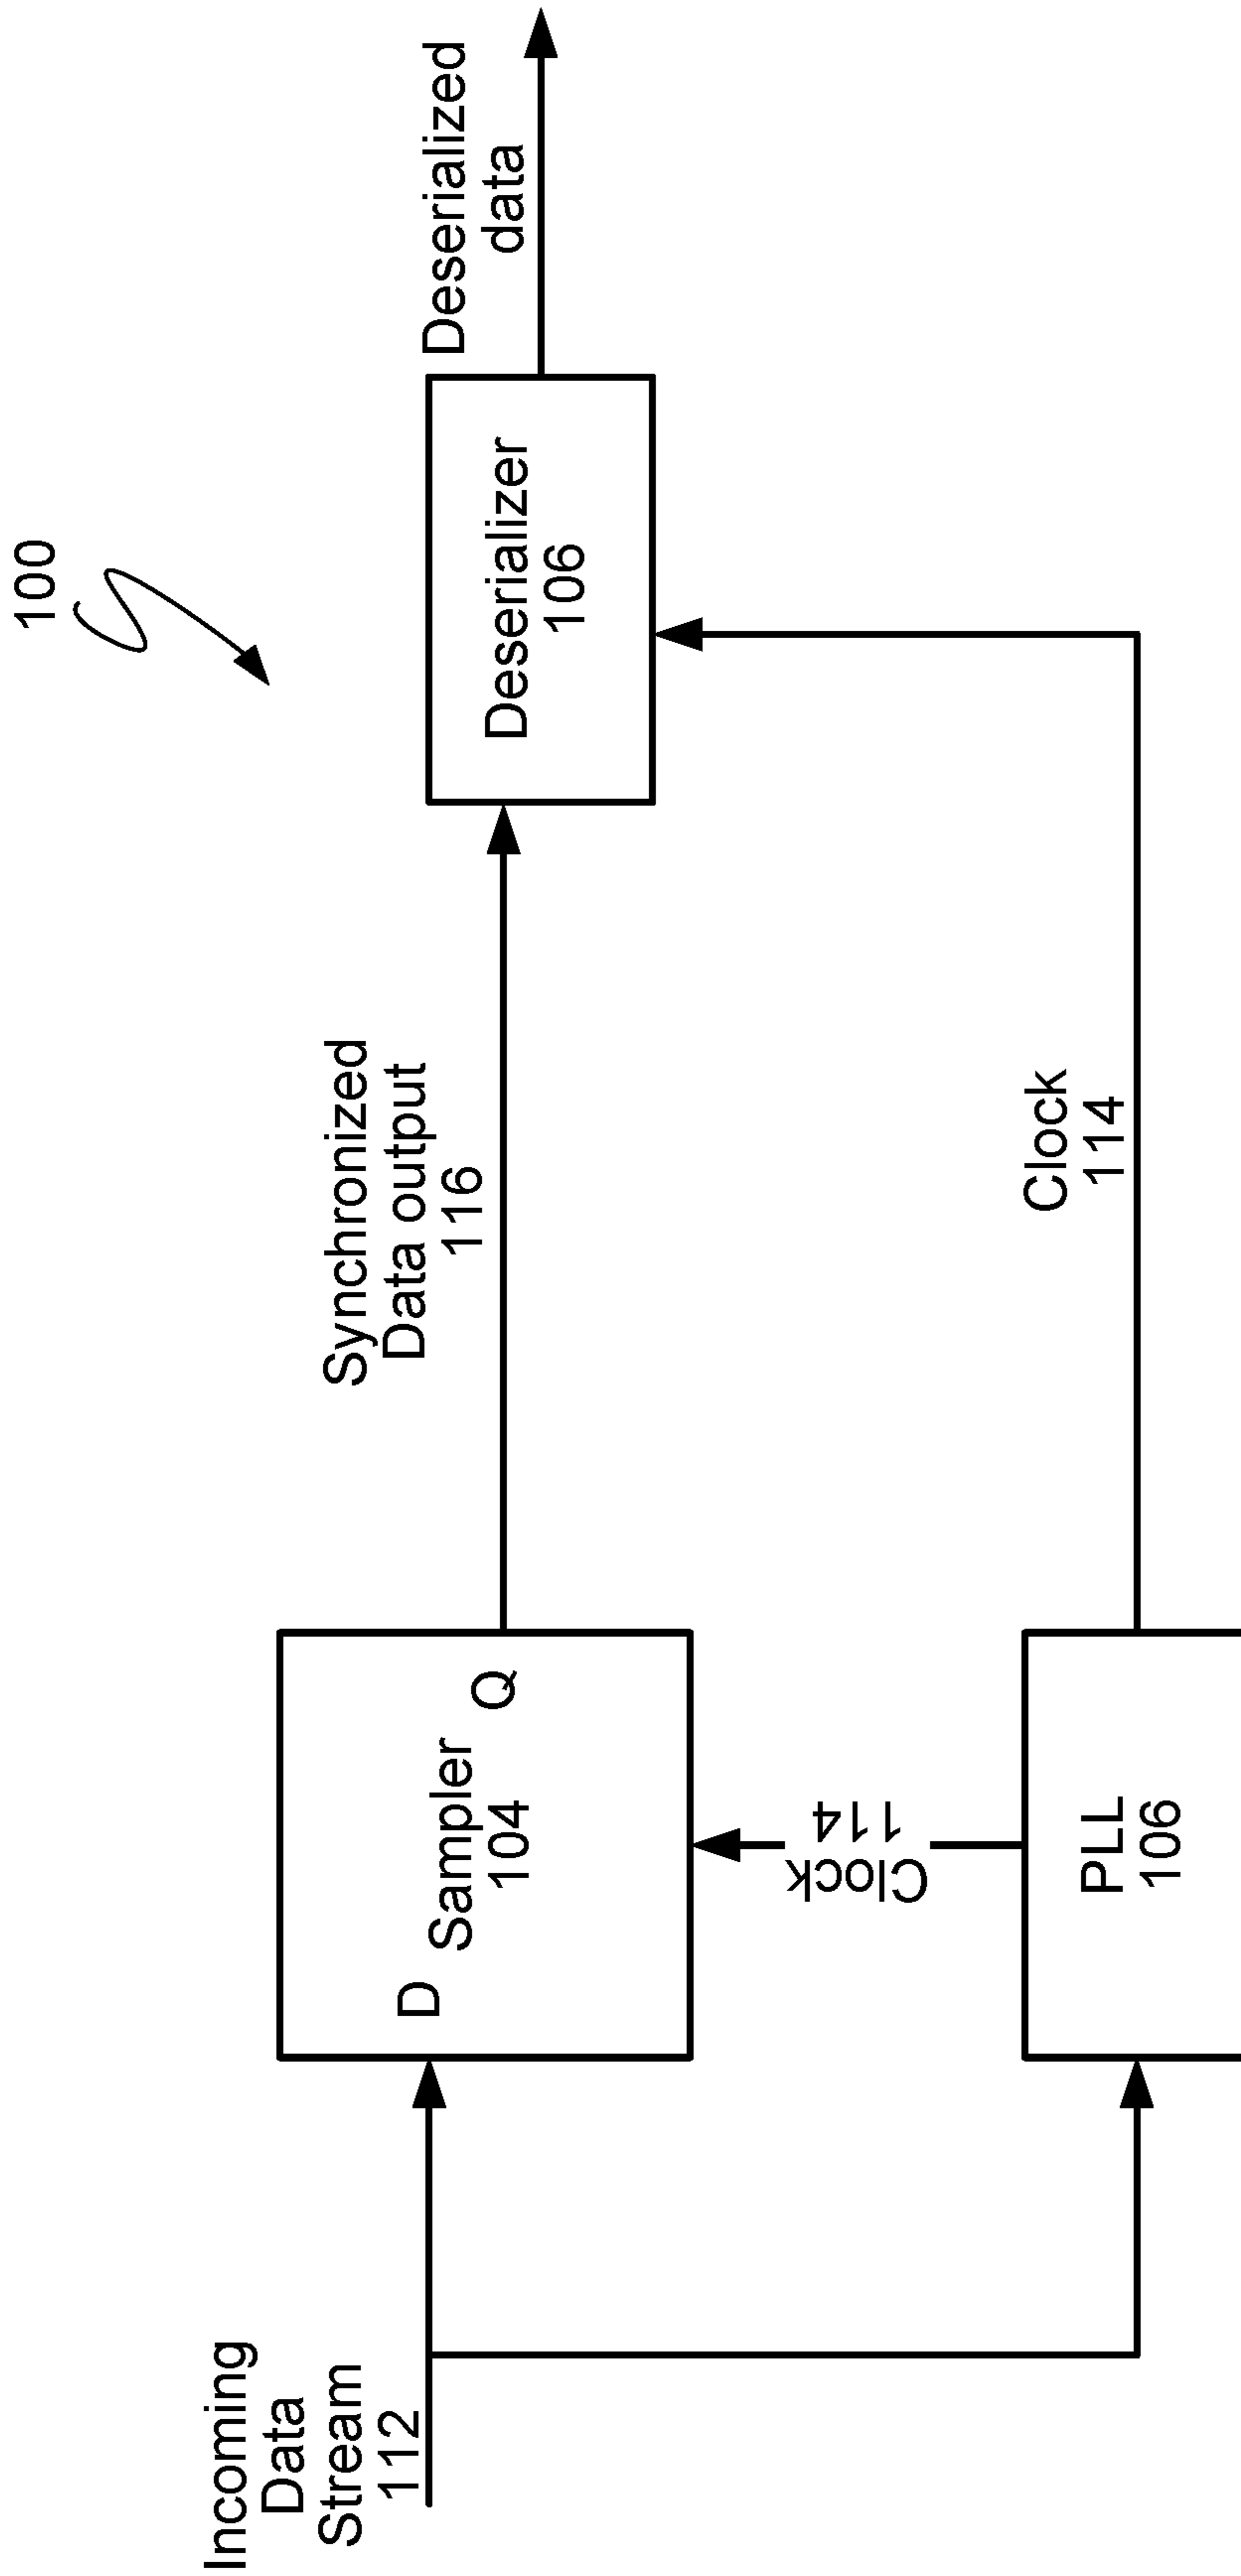 100
Incoming
Data
Stream
112
D
Sampler
104
Q
Synchronized
Data output
116
Deserializer
106
Deserialized
data
Clock
114
PLL
106
Clock
114